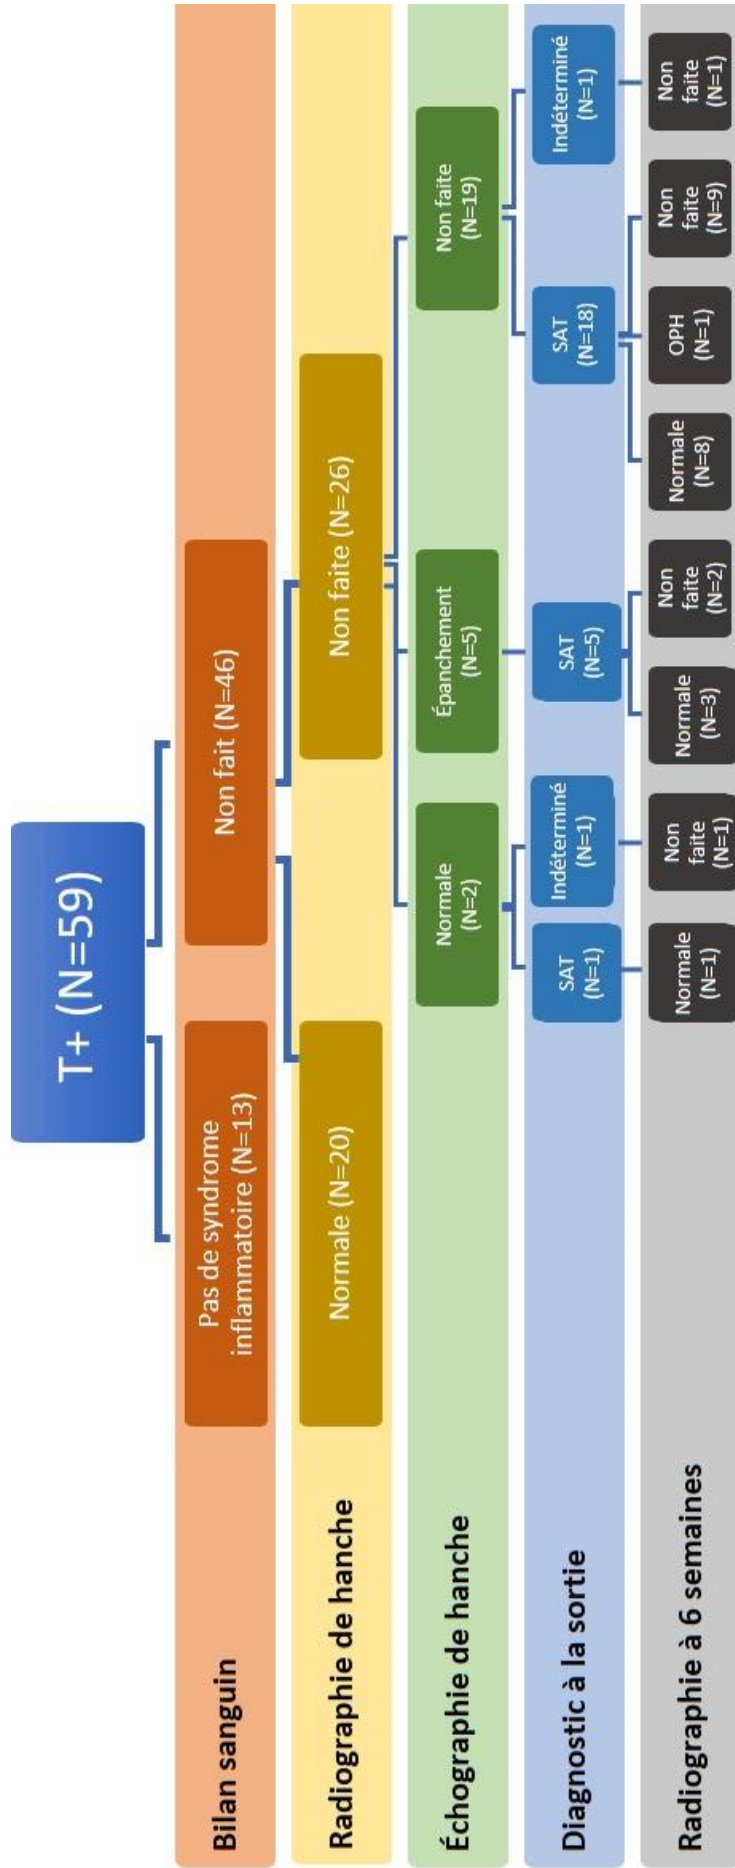 T+ (N=59)
Bilan sanguin
Pas de syndrome
inflammatoire (N=13)
Non fait (N=46)
Radiographie de hanche
Normale (N=20)
Non faite (N=26)
Échographie de hanche
Normale
(N=2)
Épanchement
(N=5)
Non faite
(N=19)
Diagnostic à la sortie
SAT
(N=1)
Indéterminé
(N=1)
SAT
(N=5)
SAT
(N=18)
Indéterminé
(N=1)
Radiographie à 6 semaines
Normale
(N=1)
Non
faite
(N=1)
Normale
(N=3)
Non
faite
(N=2)
Normale
(N=8)
OPH
(N=1)
Non
faite
(N=9)
Non
faite
(N=1)